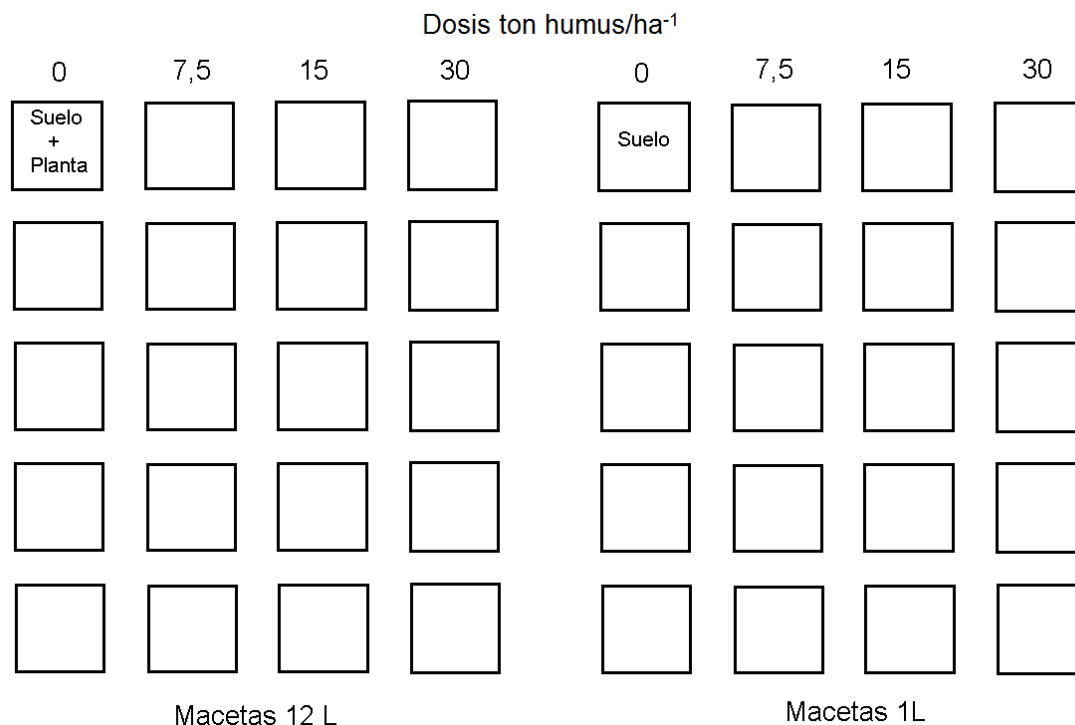 Dosis ton humus/ha⁻¹
0 7,5 15 30 0 7,5 15 30
Suelo
+
Planta
Suelo
Macetas 12 L
Macetas 1L